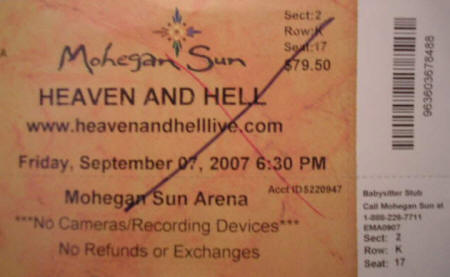 Sect: 2
Row: K
Seat: 17
Mohegan Sun
$79.50
HEAVEN AND HELL
www.heavenandhelllive.com
Friday, September 07, 2007 6:30 PM
Acct ID5220947
Mohegan Sun Arena
***No Cameras/Recording Devices***
No Refunds or Exchanges
963603678488
Babysitter Stub
Call Mohegan Sun at
1-888-226-7711
EMA0907
Sect: 2
Row: K
Seat: 17